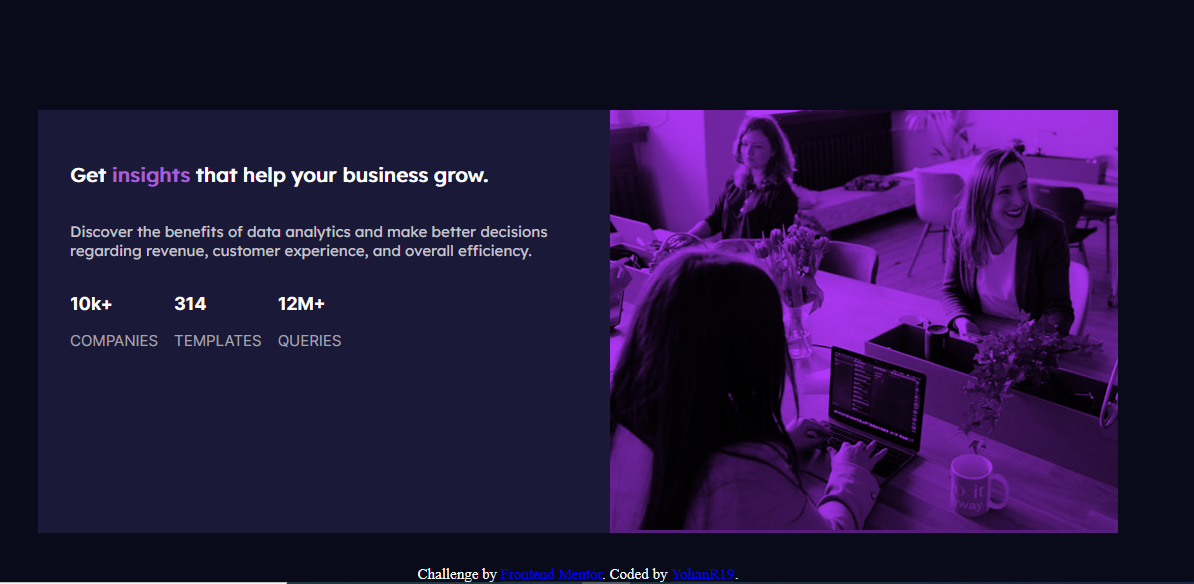 Get insights that help your business grow.
Discover the benefits of data analytics and make better decisions
regarding revenue, customer experience, and overall efficiency.
10k+ 314 12M+
COMPANIES TEMPLATES QUERIES
Challenge by Frontend Mentor. Coded by YohanR19.